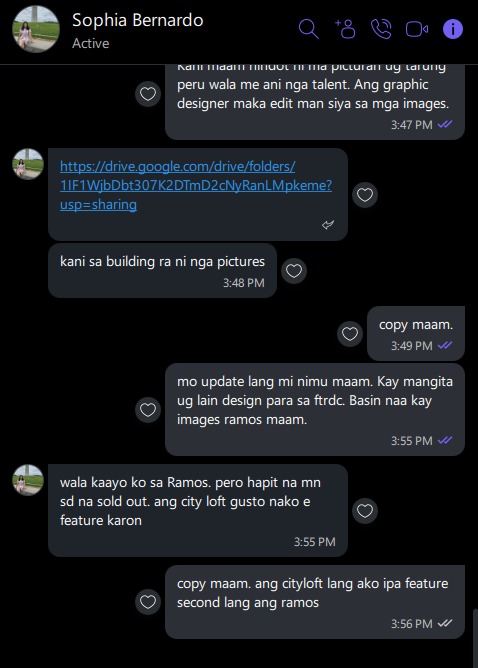 Sophia Bernardo
Active
Kani maam nindot ni ma picturan ug tarung
peru wala me ani nga talent. Ang graphic
designer maka edit man siya sa mga images.
3:47 PM
https://drive.google.com/drive/folders/
1IF1WjbDbt307K2DTmD2cNyRanLMpkeme?
usp=sharing
kani sa building ra ni nga pictures
3:48 PM
copy maam.
3:49 PM
mo update lang mi nimu maam. Kay mangita
ug lain design para sa ftrdc. Basin naa kay
images ramos maam.
3:55 PM
wala kaayo ko sa Ramos. pero hapit na mn
sd na sold out. ang city loft gusto nako e
feature karon
3:55 PM
copy maam. ang cityloft lang ako ipa feature
second lang ang ramos
3:56 PM